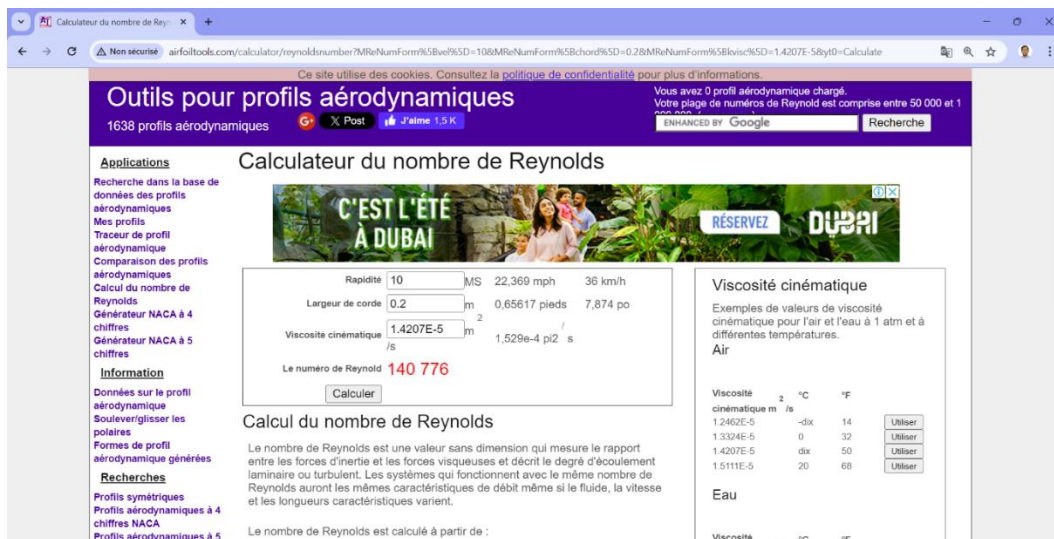 Calculateur du nombre de Reyn
Non sécurisé airfoiltools.com/calculator/reynoldsnumber?MReNumForm%5Bvel%5D=10&MReNumForm%5Bchord%5D=0.2&MReNumForm%5Bkvisc%5D=1.4207E-5&yt0=Calculate
Ce site utilise des cookies. Consultez la politique de confidentialité pour plus d'informations.
Outils pour profils aérodynamiques
1638 profils aérodynamiques
G+ X Post J'aime 1,5 K
Vous avez 0 profil aérodynamique chargé.
Votre plage de numéros de Reynold est comprise entre 50 000 et 1
ENHANCED BY Google Recherche
Applications
Recherche dans la base de
données des profils
aérodynamiques
Mes profils
Traceur de profil
aérodynamique
Comparaison des profils
aérodynamiques
Calcul du nombre de
Reynolds
Générateur NACA à 4
chiffres
Générateur NACA à 5
chiffres
Information
Données sur le profil
aérodynamique
Soulever/glisser les
polaires
Formes de profil
aérodynamique générées
Recherches
Profils symétriques
Profils aérodynamiques à 4
chiffres NACA
Profils aérodynamiques à 5
Calculateur du nombre de Reynolds
C'EST L'ÉTÉ
À DUBAI
RÉSERVEZ
DUBAI
Rapidité 10 MS 22,369 mph 36 km/h
Largeur de corde 0.2 m 0,65617 pieds 7,874 po
Viscosité cinématique 1.4207E-5 m 2 /s 1,529e-4 pi2 / s
Le numéro de Reynold 140 776
Calculer
Calcul du nombre de Reynolds
Le nombre de Reynolds est une valeur sans dimension qui mesure le rapport
entre les forces d'inertie et les forces visqueuses et décrit le degré d'écoulement
laminaire ou turbulent. Les systèmes qui fonctionnent avec le même nombre de
Reynolds auront les mêmes caractéristiques de débit même si le fluide, la vitesse
et les longueurs caractéristiques varient.
Le nombre de Reynolds est calculé à partir de :
Viscosité cinématique
Exemples de valeurs de viscosité
cinématique pour l'air et l'eau à 1 atm et à
différentes températures.
Air
Viscosité 2 °C °F
cinématique m /s
1.2462E-5 -dix 14 Utiliser
1.3324E-5 0 32 Utiliser
1.4207E-5 dix 50 Utiliser
1.5111E-5 20 68 Utiliser
Eau
Viscosité °C °F